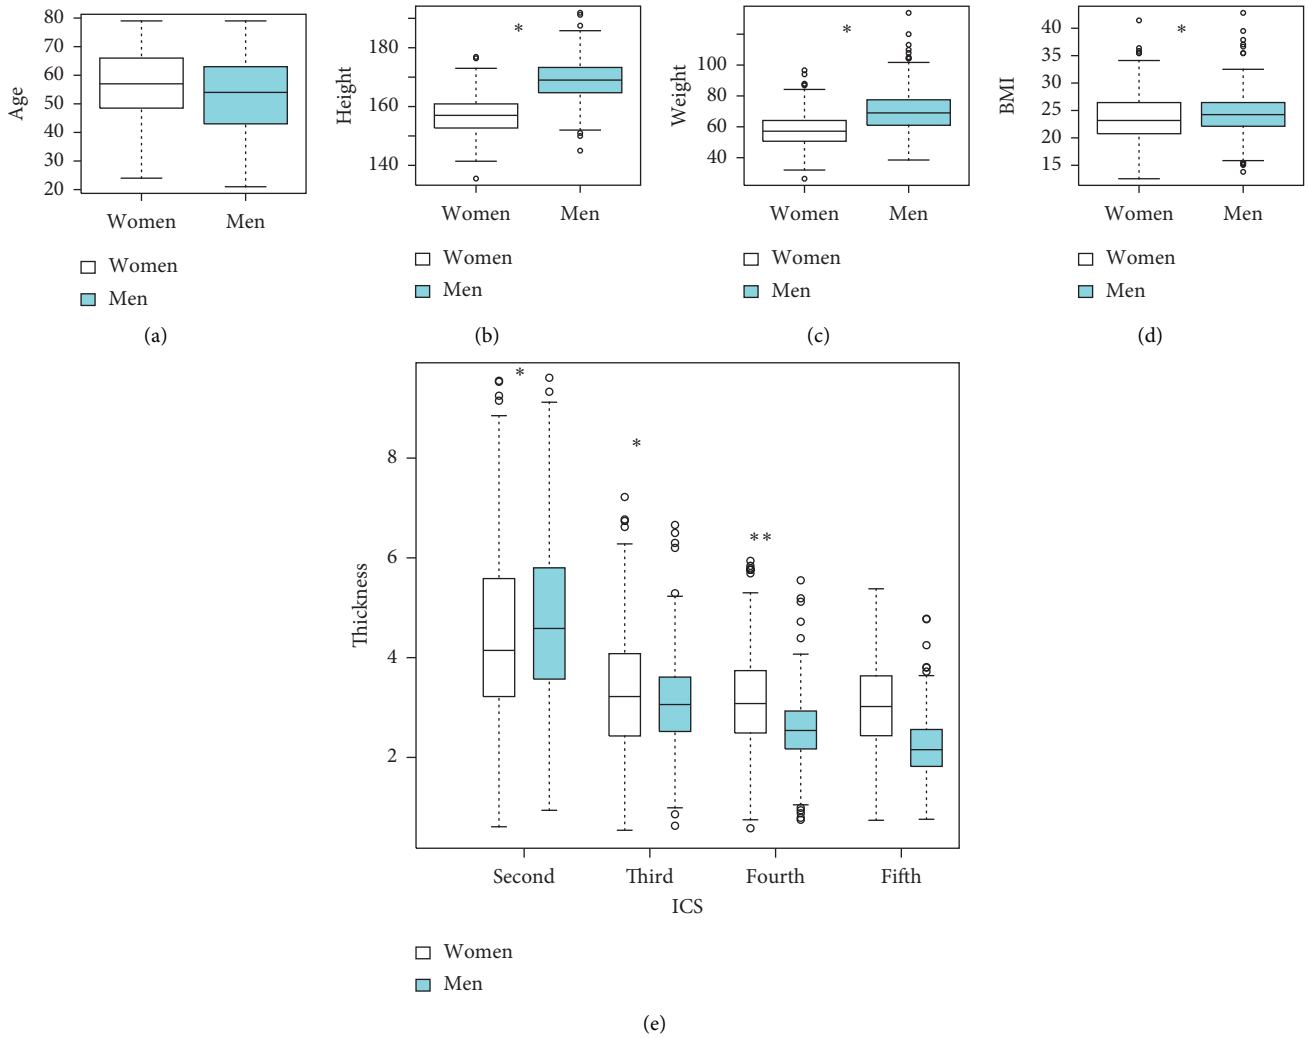 Age
80
70
60
50
40
30
20
Women Men
Women
Men
(a)
Height
180
160
140
*
Women Men
Women
Men
(b)
Weight
100
80
60
40
*
Women Men
Women
Men
(c)
BMI
40
35
30
25
20
15
*
Women Men
Women
Men
(d)
Thickness
8
6
4
2
*
*
**
Second Third Fourth Fifth
ICS
Women
Men
(e)